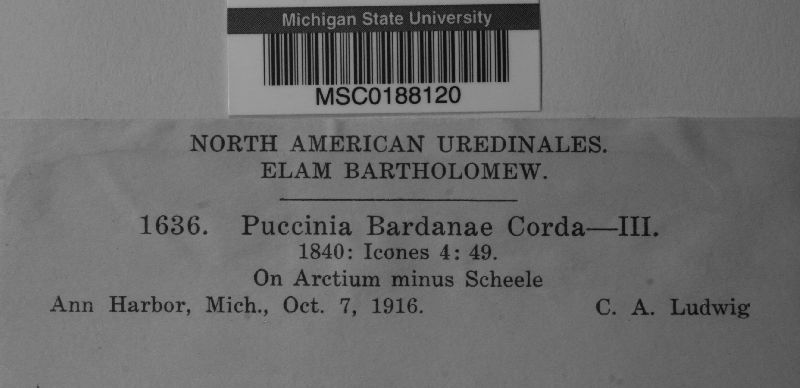 Michigan State University
MSC0188120
NORTH AMERICAN UREDINALES.
ELAM BARTHOLOMEW.
1636. Puccinia Bardanae Corda—III.
1840: Icones 4: 49.
On Arctium minus Scheele
Ann Harbor, Mich., Oct. 7, 1916. C. A. Ludwig